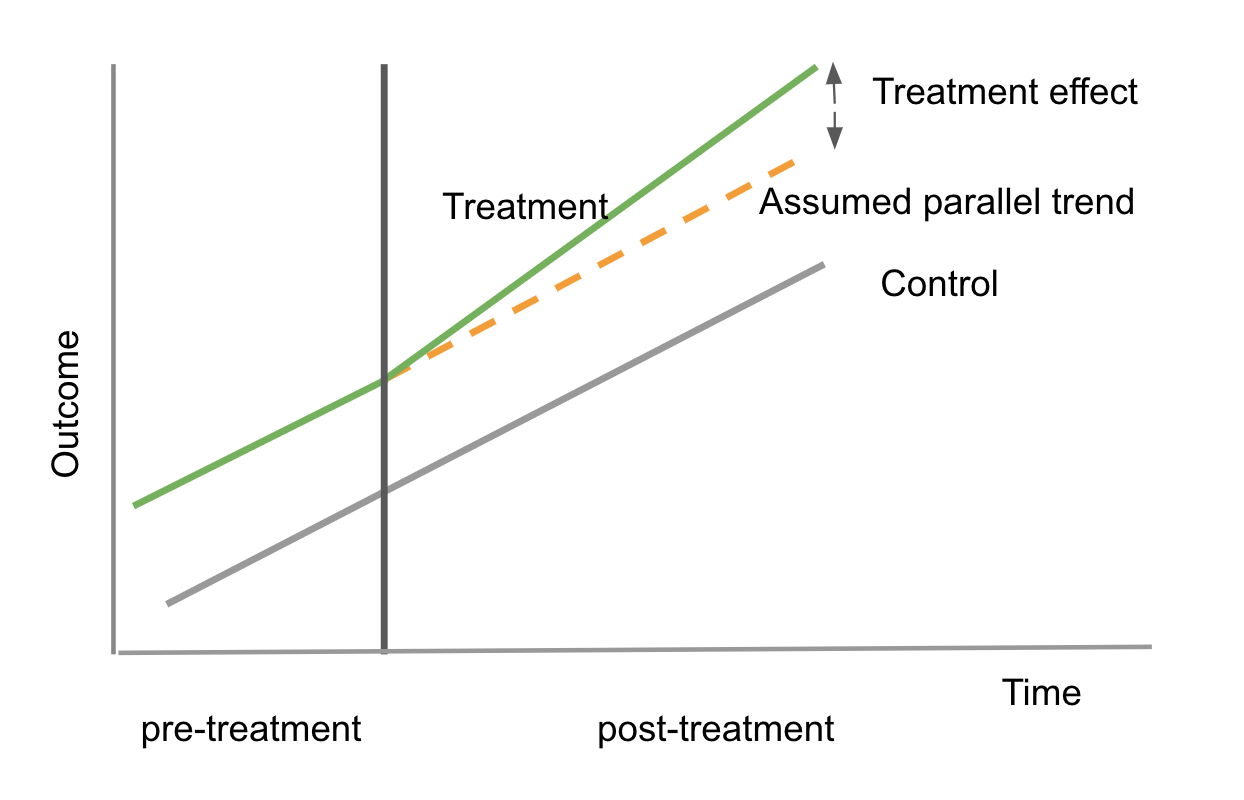 Treatment effect
Treatment
Assumed parallel trend
Control
Outcome
Time
pre-treatment
post-treatment